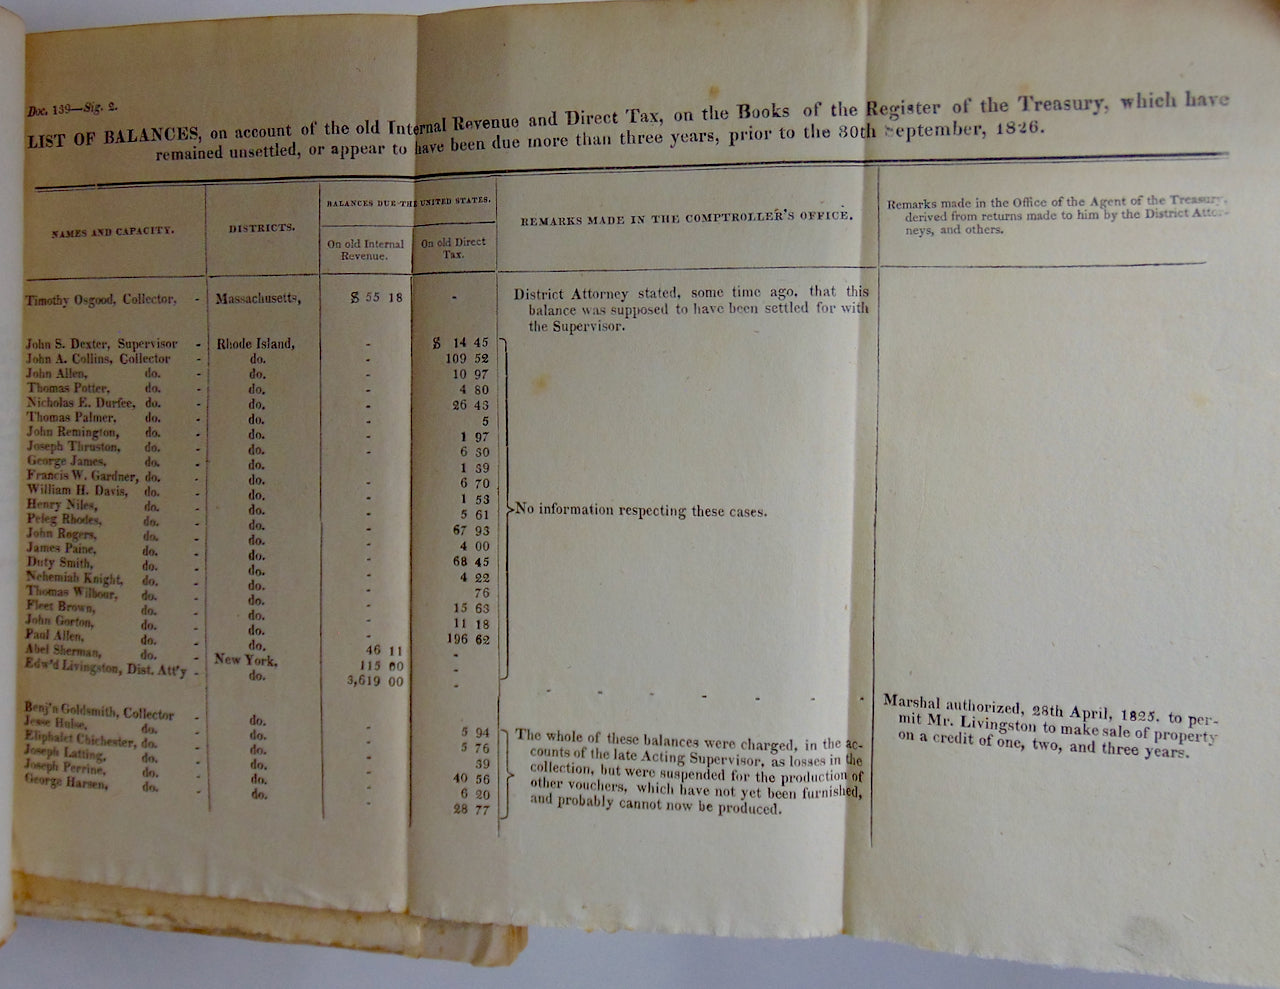 Doc. 139—Sig. 2.
LIST OF BALANCES, on account of the old Internal Revenue and Direct Tax, on the Books of the Register of the Treasury, which have
remained unsettled, or appear to have been due more than three years, prior to the 30th September, 1826.
NAMES AND CAPACITY.
DISTRICTS.
BALANCES DUE THE UNITED STATES.
On old Internal
Revenue.
On old Direct
Tax.
REMARKS MADE IN THE COMPTROLLER'S OFFICE.
Remarks made in the Office of the Agent of the Treasury,
derived from returns made to him by the District Attor-
neys, and others.
Timothy Osgood, Collector, - Massachusetts, $ 55 18 -
District Attorney stated, some time ago, that this
balance was supposed to have been settled for with
the Supervisor.
John S. Dexter, Supervisor - Rhode Island, - $ 14 45
John A. Collins, Collector - do. - 109 52
John Allen, do. - do. - 10 97
Thomas Potter, do. - do. - 4 80
Nicholas E. Durfee, do. - do. - 26 43
Thomas Palmer, do. - do. - 5
John Remington, do. - do. - 1 97
Joseph Thruston, do. - do. - 6 30
George James, do. - do. - 1 39
Francis W. Gardner, do. - do. - 6 70
William H. Davis, do. - do. - 1 53
Henry Niles, do. - do. - 5 61
Peleg Rhodes, do. - do. - 67 93
John Rogers, do. - do. - 4 00
James Paine, do. - do. - 68 45
Duty Smith, do. - do. - 4 22
Nehemiah Knight, do. - do. - 76
Thomas Wilbour, do. - do. - 15 63
Fleet Brown, do. - do. - 11 18
John Gorton, do. - do. - 196 62
Paul Allen, do. - do. 46 11 -
Abel Sherman, do. - New York, 115 00 -
Edw'd Livingston, Dist. Att'y - do. 3,619 00 -
No information respecting these cases.
- - - - - -
Marshal authorized, 28th April, 1825, to per-
mit Mr. Livingston to make sale of property
on a credit of one, two, and three years.
Benj'n Goldsmith, Collector - do. - 5 94
Jesse Hulse, do. - do. - 5 76
Eliphalet Chichester, do. - do. - 39
Joseph Latting, do. - do. - 40 56
Joseph Perrine, do. - do. - 6 20
George Harsen, do. - do. - 28 77
The whole of these balances were charged, in the ac-
counts of the late Acting Supervisor, as losses in the
collection, but were suspended for the production of
other vouchers, which have not yet been furnished,
and probably cannot now be produced.